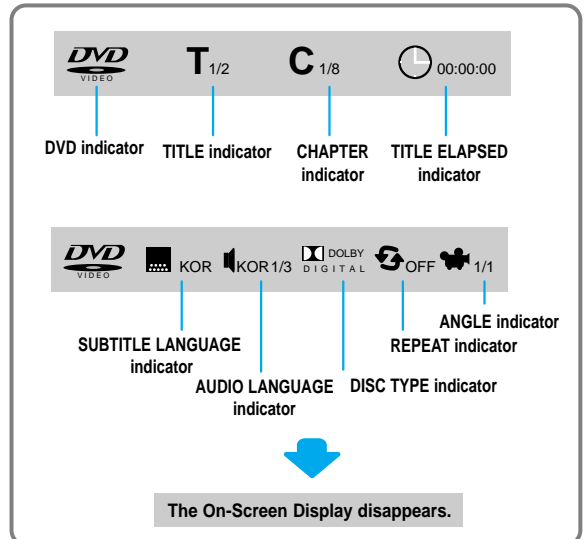 DVD VIDEO T 1/2 C 1/8 00:00:00
DVD indicator TITLE indicator CHAPTER indicator TITLE ELAPSED indicator
DVD VIDEO KOR KOR 1/3 DOLBY DIGITAL OFF 1/1
ANGLE indicator
SUBTITLE LANGUAGE indicator REPEAT indicator
AUDIO LANGUAGE indicator DISC TYPE indicator
The On-Screen Display disappears.